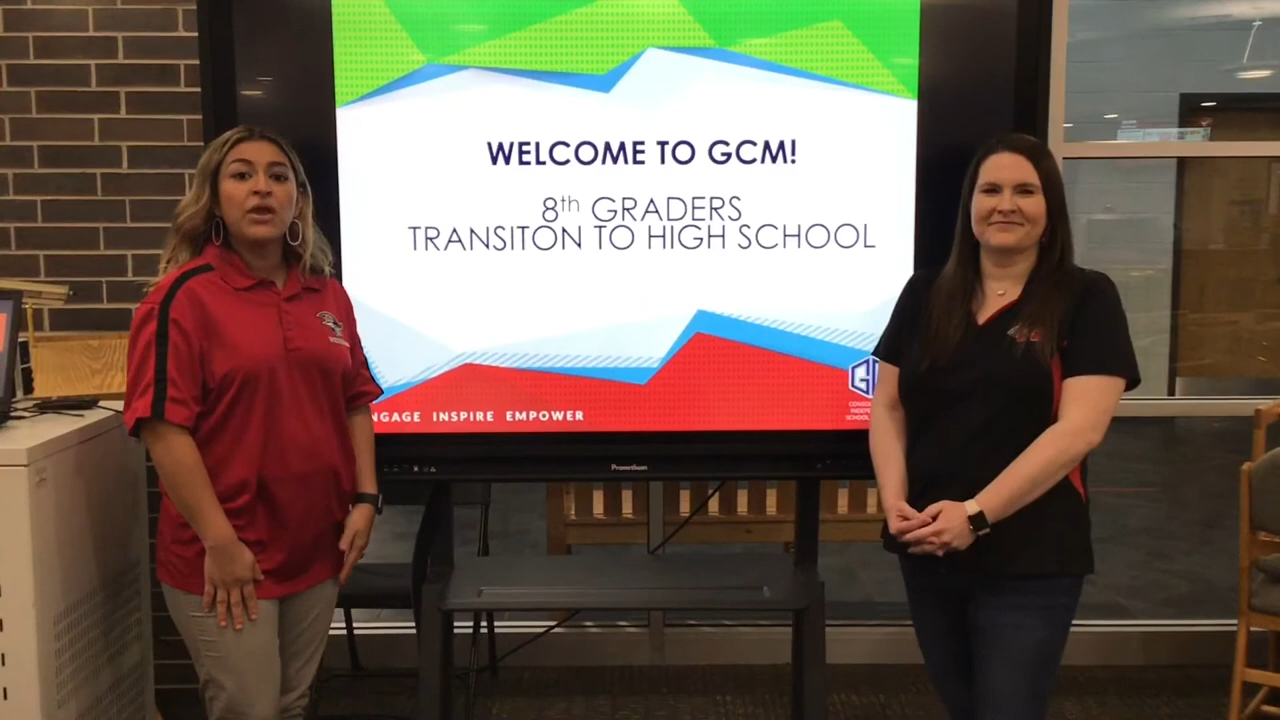 WELCOME TO GCM!
8th GRADERS
TRANSITON TO HIGH SCHOOL
NGAGE INSPIRE EMPOWER
Promethean